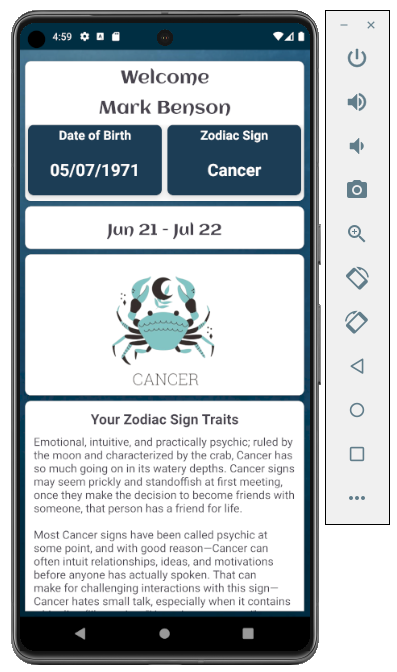 4:59
Welcome
Mark Benson
Date of Birth
Zodiac Sign
05/07/1971
Cancer
Jun 21 - Jul 22
CANCER
Your Zodiac Sign Traits
Emotional, intuitive, and practically psychic; ruled by
the moon and characterized by the crab, Cancer has
so much going on in its watery depths. Cancer signs
may seem prickly and standoffish at first meeting,
once they make the decision to become friends with
someone, that person has a friend for life.
Most Cancer signs have been called psychic at
some point, and with good reason—Cancer can
often intuit relationships, ideas, and motivations
before anyone has actually spoken. That can
make for challenging interactions with this sign—
Cancer hates small talk, especially when it contains